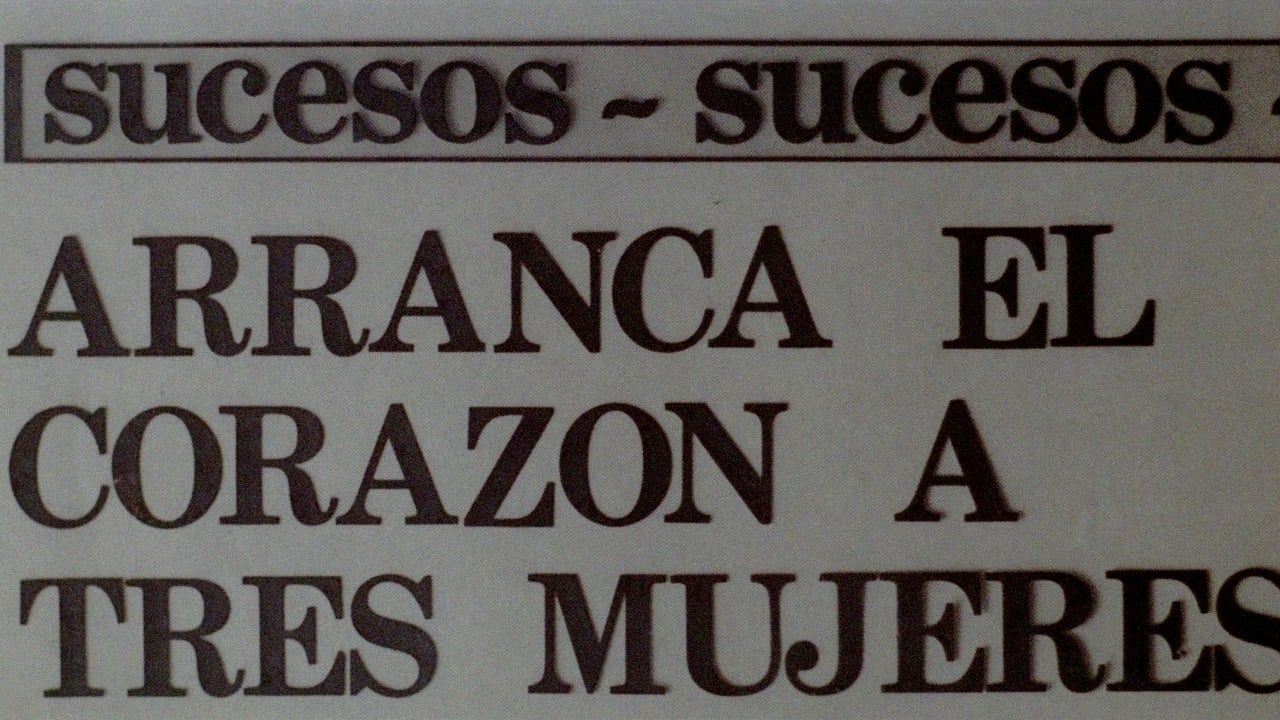 sucesos ~ sucesos -
ARRANCA EL
CORAZON A
TRES MUJERES